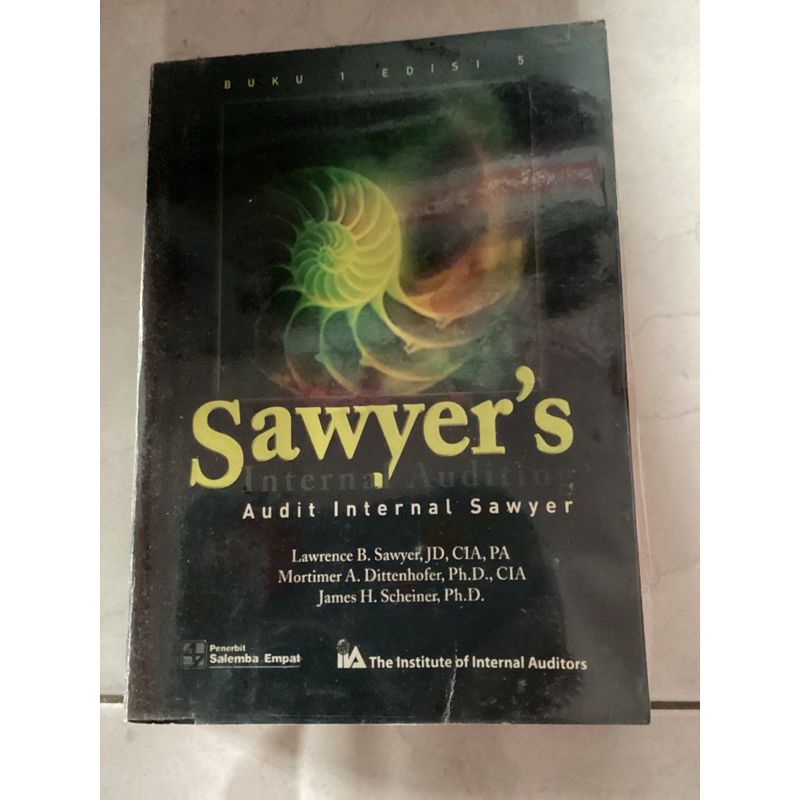 BUKU 1 EDISI 5
Sawyer's
Internal Auditing
Audit Internal Sawyer
Lawrence B. Sawyer, JD, CIA, PA
Mortimer A. Dittenhofer, Ph.D., CIA
James H. Scheiner, Ph.D.
Penerbit
Salemba Empat
IIA The Institute of Internal Auditors